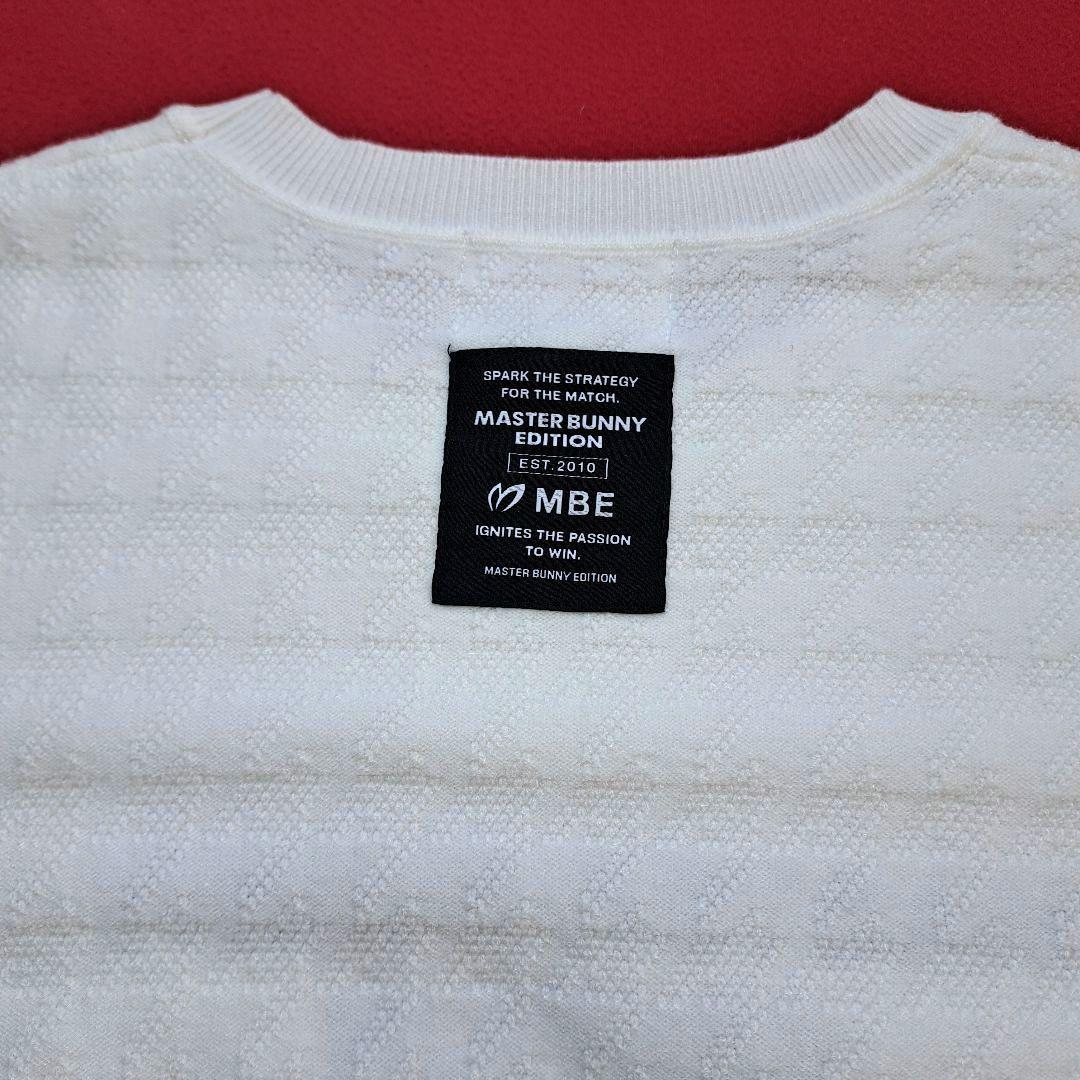 SPARK THE STRATEGY
FOR THE MATCH.
MASTER BUNNY
EDITION
EST.2010
MBE
IGNITES THE PASSION
TO WIN.
MASTER BUNNY EDITION